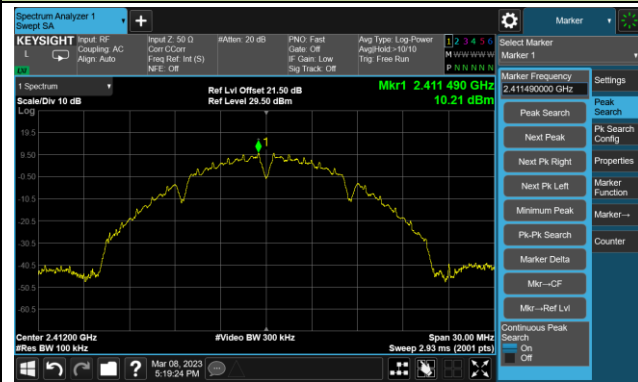 Spectrum Analyzer 1
Swept SA
+
Marker
KEYSIGHT
L
LXI
Input: RF
Coupling: AC
Align: Auto
Input Z: 50 Ω
Corr CCorr
Freq Ref: Int (S)
NFE: Off
#Atten: 20 dB
PNO: Fast
Gate: Off
IF Gain: Low
Sig Track: Off
Avg Type: Log-Power
Avg|Hold:>10/10
Trig: Free Run
1 2 3 4 5 6
M W W W W W
P N N N N N
Select Marker
Marker 1
1 Spectrum
Scale/Div 10 dB
Log
Ref Lvl Offset 21.50 dB
Ref Level 29.50 dBm
Mkr1 2.411 490 GHz
10.21 dBm
19.5
9.50
-0.500
-10.5
-20.5
-30.5
-40.5
-50.5
-60.5
1
Center 2.41200 GHz
#Res BW 100 kHz
#Video BW 300 kHz
Span 30.00 MHz
Sweep 2.93 ms (2001 pts)
Marker Frequency
2.411490000 GHz
Peak Search
Next Peak
Next Pk Right
Next Pk Left
Minimum Peak
Pk-Pk Search
Marker Delta
Mkr→CF
Mkr→Ref Lvl
Continuous Peak
Search
On
Off
Settings
Peak
Search
Pk Search
Config
Properties
Marker
Function
Marker→
Counter
?
Mar 08, 2023
5:19:24 PM